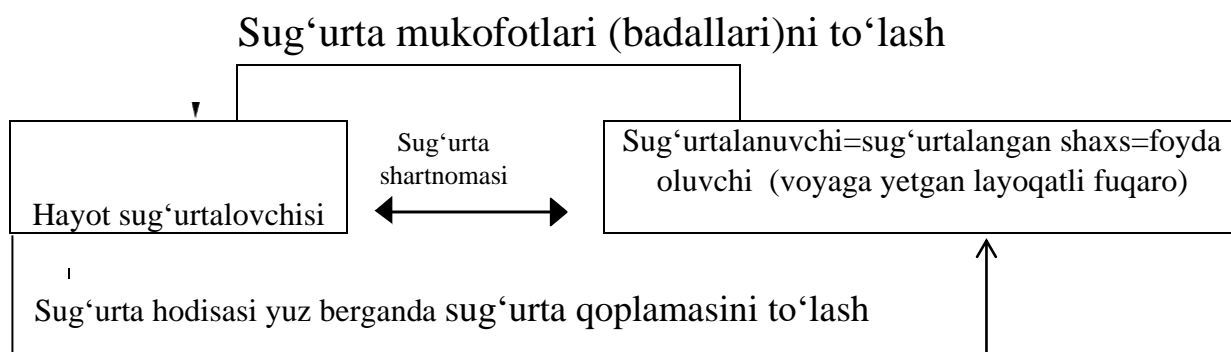 Sug‘urta mukofotlari (badallari)ni to‘lash
Sug‘urta
shartnomasi
Hayot sug‘urtalovchisi
Sug‘urtalanuvchi=sug‘urtalangan shaxs=foyda
oluvchi (voyaga yetgan layoqatli fuqaro)
Sug‘urta hodisasi yuz berganda sug‘urta qoplamasini to‘lash